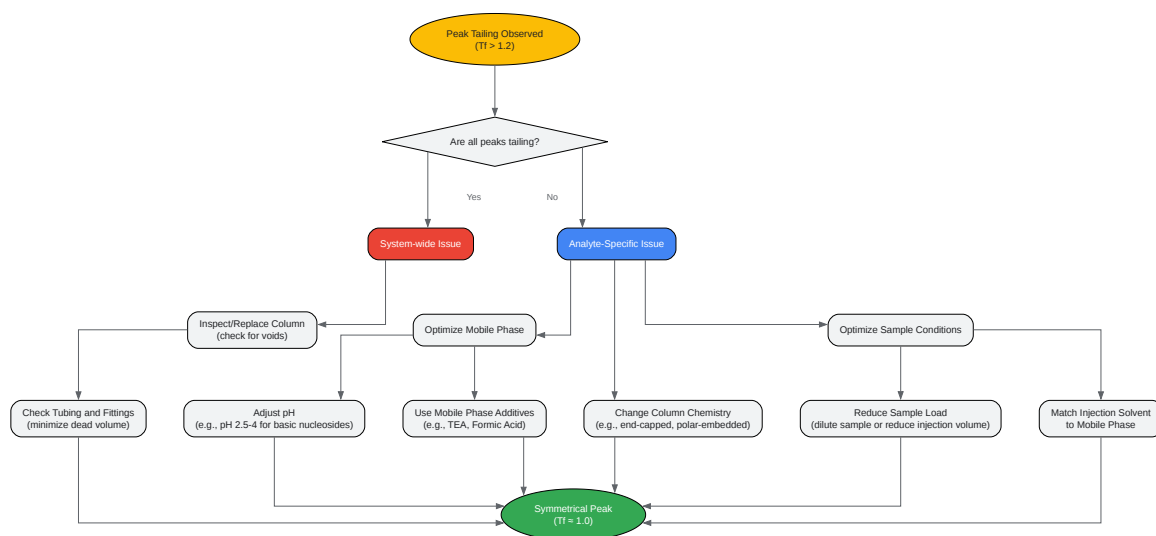 Peak Tailing Observed
(Tf > 1.2)
Are all peaks tailing?
Yes
No
System-wide Issue
Analyte-Specific Issue
Inspect/Replace Column
(check for voids)
Optimize Mobile Phase
Optimize Sample Conditions
Check Tubing and Fittings
(minimize dead volume)
Adjust pH
(e.g., pH 2.5-4 for basic nucleosides)
Use Mobile Phase Additives
(e.g., TEA, Formic Acid)
Change Column Chemistry
(e.g., end-capped, polar-embedded)
Reduce Sample Load
(dilute sample or reduce injection volume)
Match Injection Solvent
to Mobile Phase
Symmetrical Peak
(Tf ≈ 1.0)